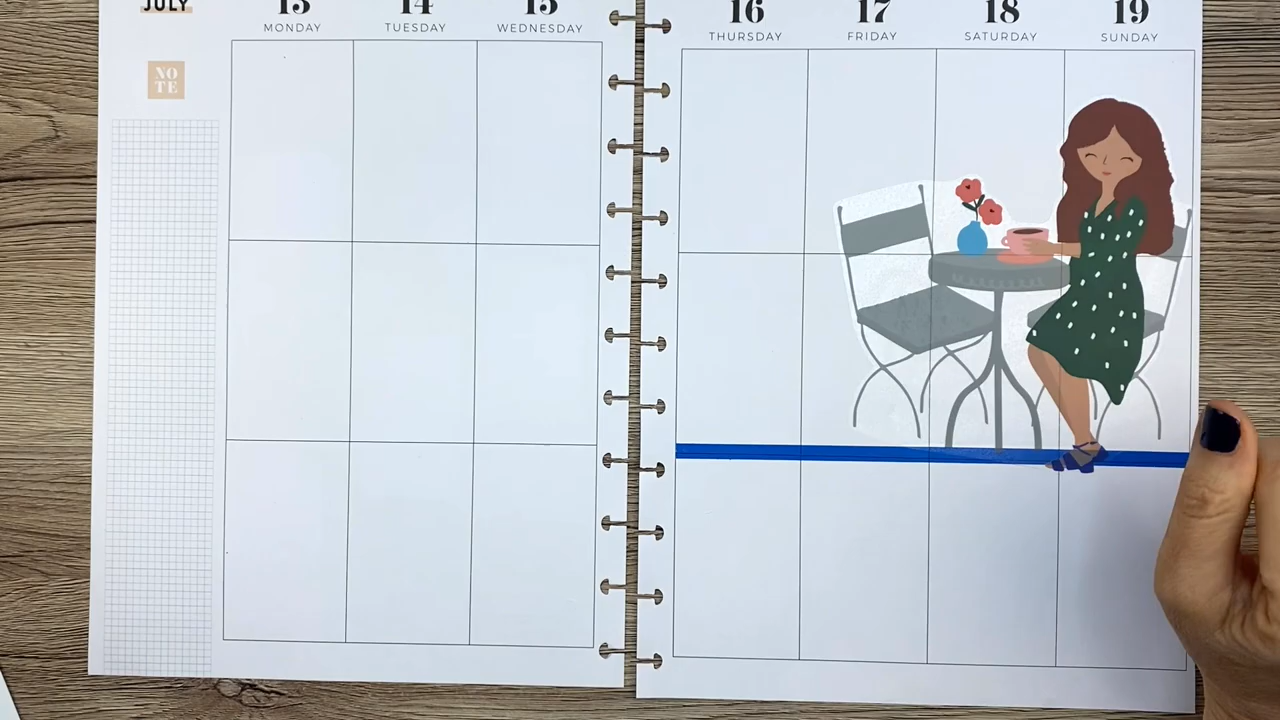 JULY
13 14 15 16 17 18 19
MONDAY TUESDAY WEDNESDAY THURSDAY FRIDAY SATURDAY SUNDAY
NO
TE